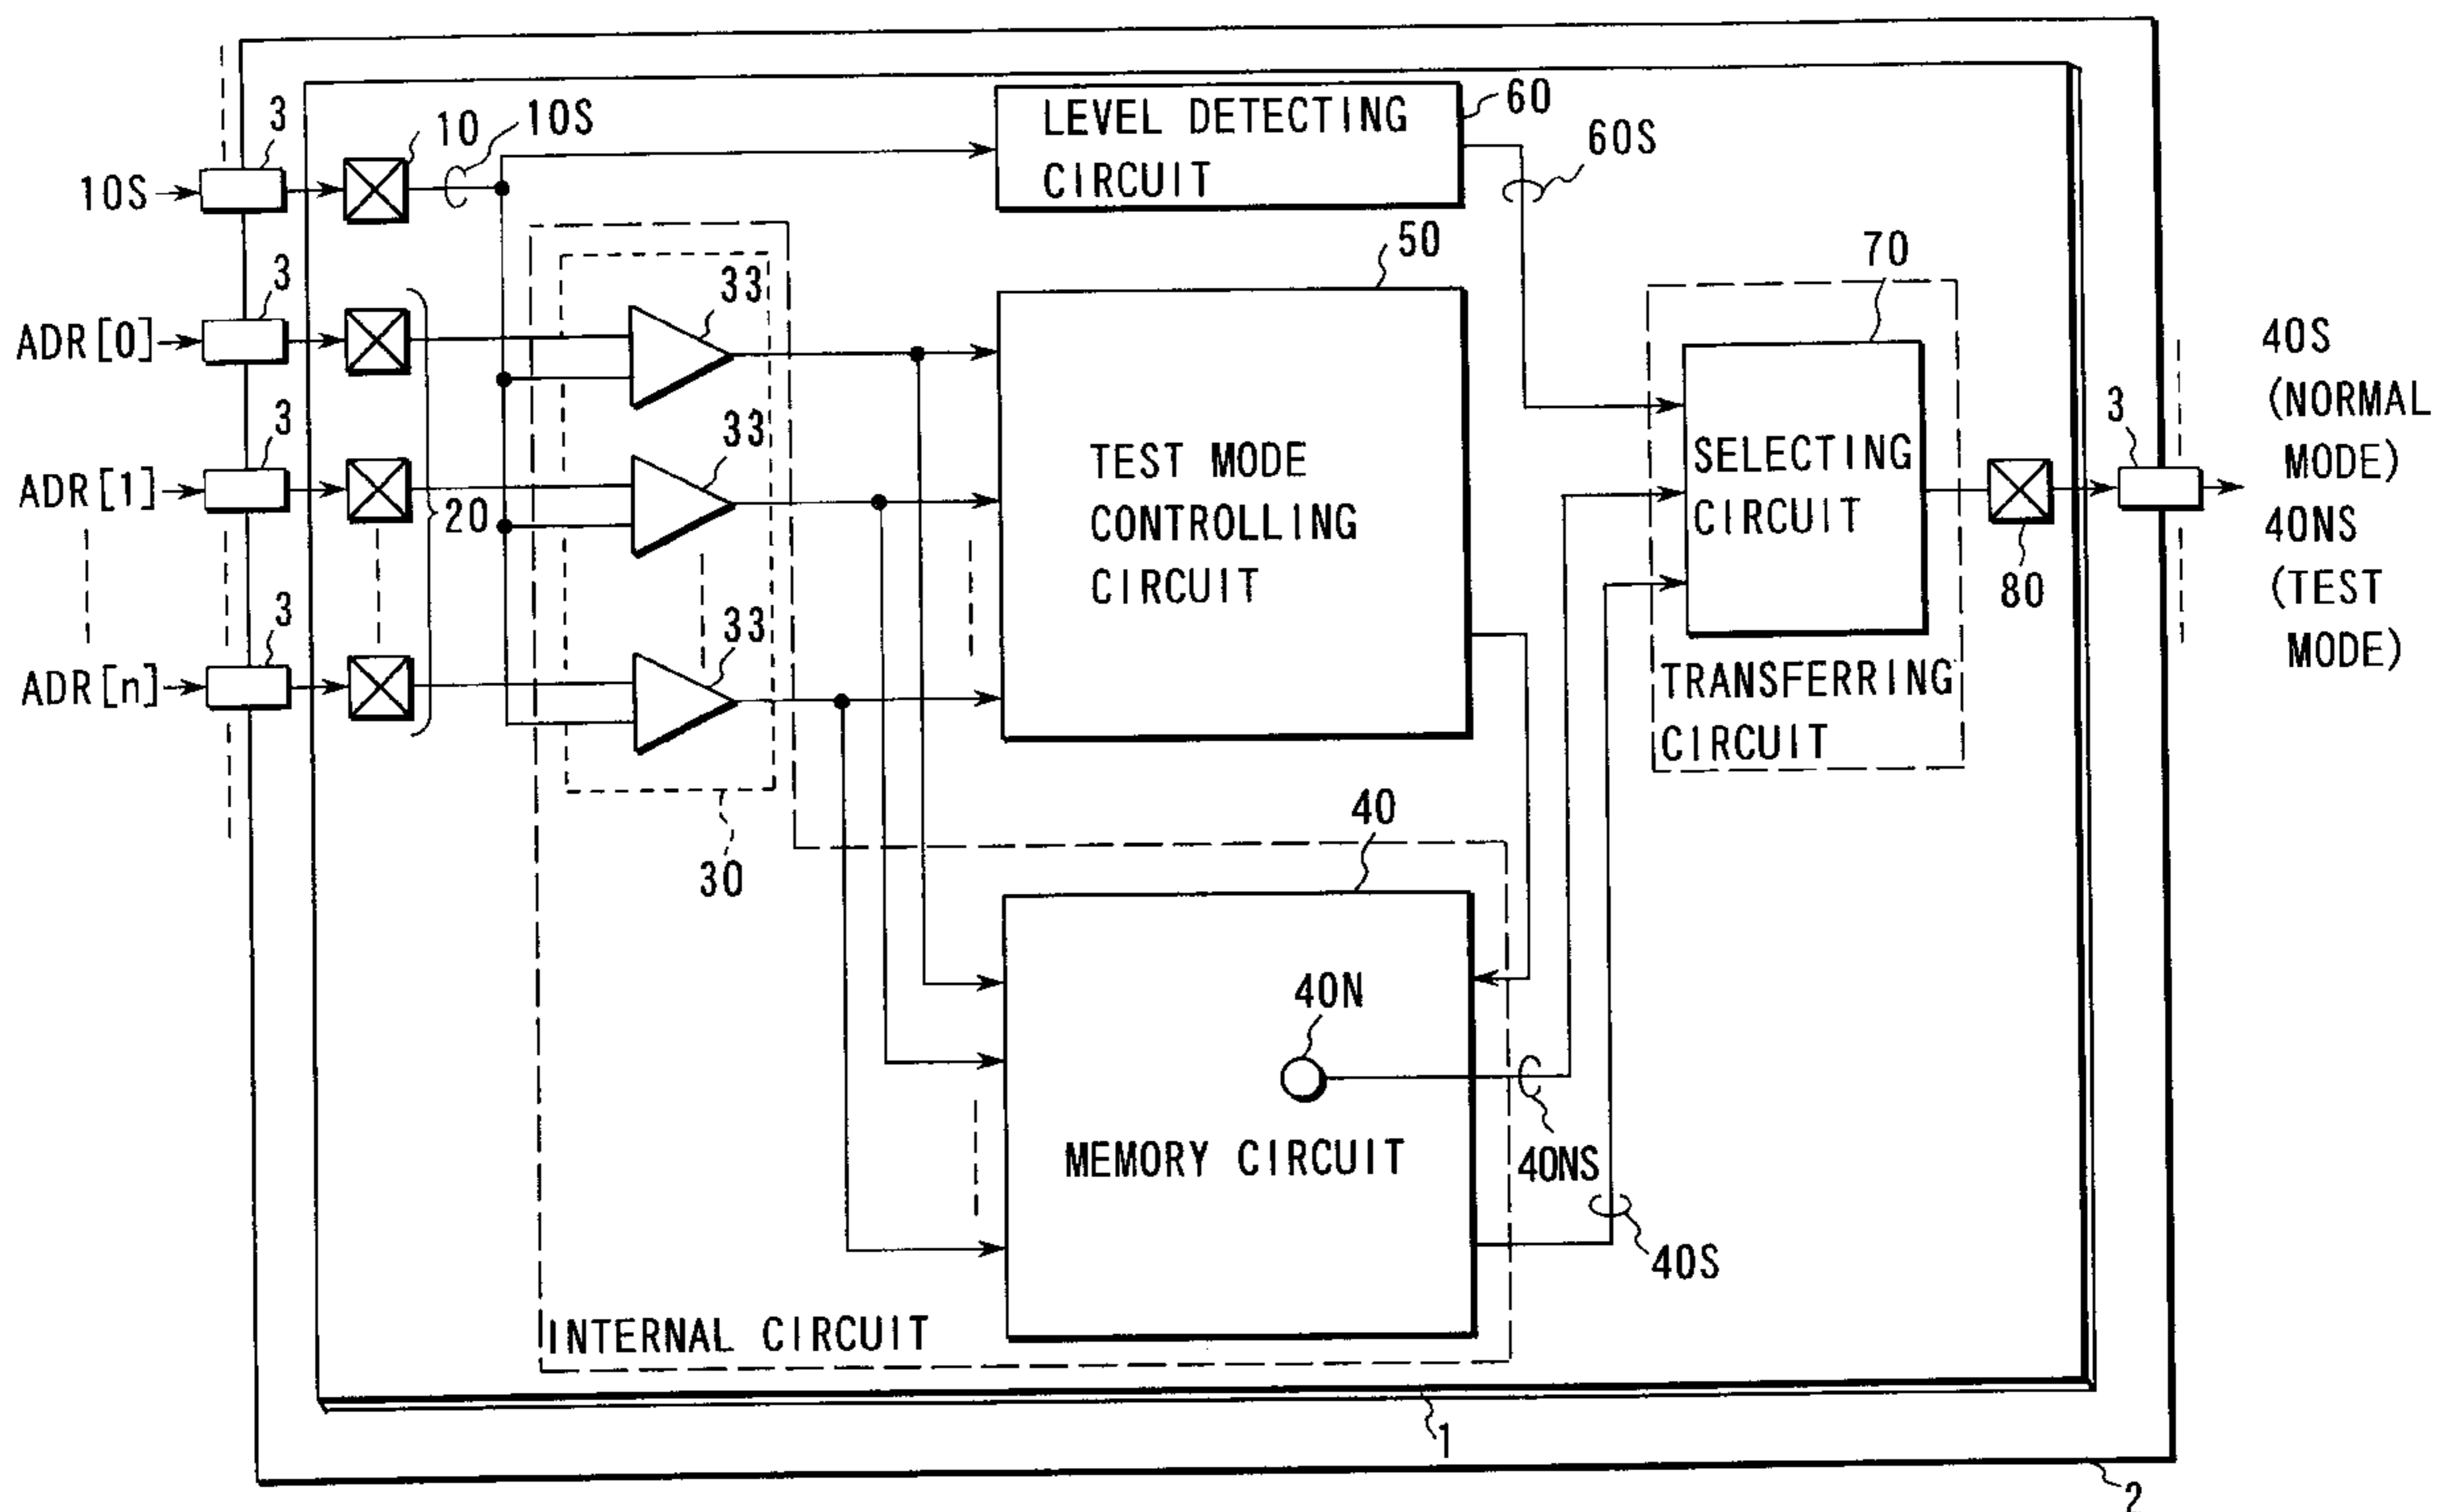 LEVEL DETECTING
CIRCUIT
60
60S
3
10
10S
10S
50
3
33
70
ADR[0]
40S
(NORMAL
MODE)
40NS
(TEST
MODE)
3
33
3
ADR[1]
20
TEST MODE
CONTROLLING
CIRCUIT
SELECTING
CIRCUIT
80
3
33
ADR[n]
TRANSFERRING
CIRCUIT
30
40
40N
MEMORY CIRCUIT
40NS
40S
INTERNAL CIRCUIT
1
2